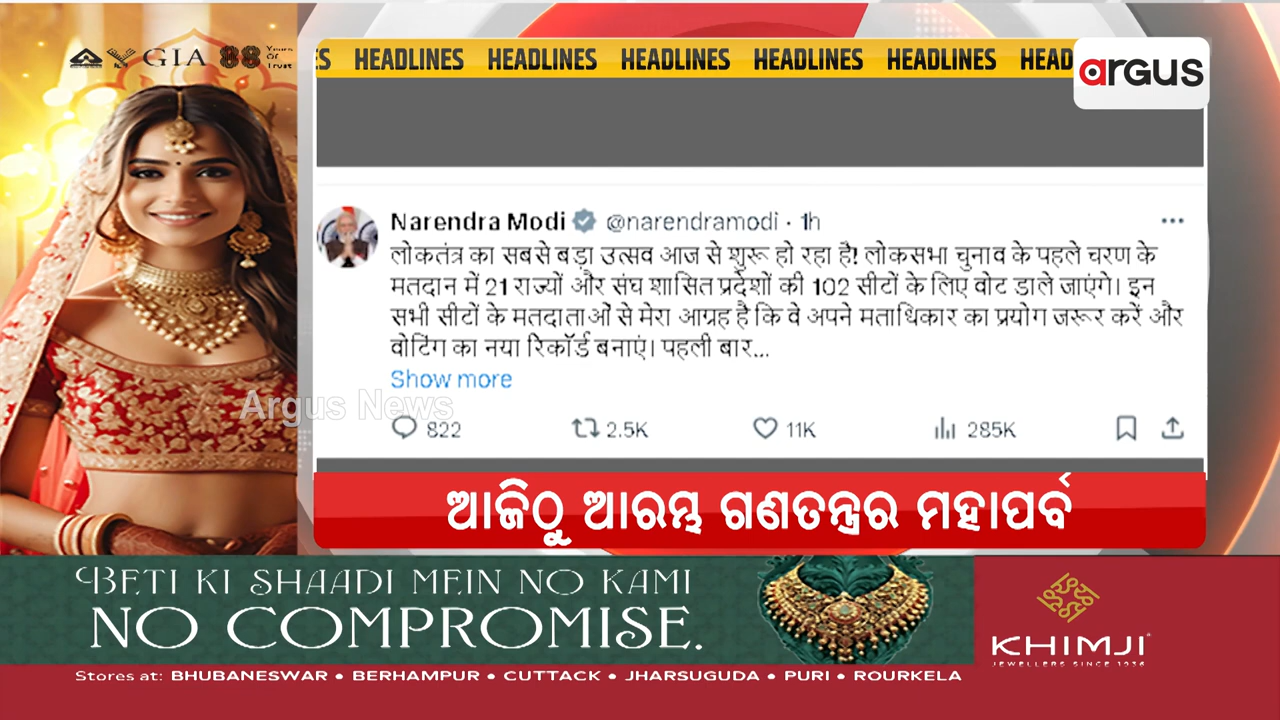 GIA 88 Years Of Trust
HEADLINES HEADLINES HEADLINES HEADLINES HEADLINES
argus
Narendra Modi @narendramodi · 1h
लोकतंत्र का सबसे बड़ा उत्सव आज से शुरू हो रहा है! लोकसभा चुनाव के पहले चरण के
मतदान में 21 राज्यों और संघ शासित प्रदेशों की 102 सीटों के लिए वोट डाले जाएंगे। इन
सभी सीटों के मतदाताओं से मेरा आग्रह है कि वे अपने मताधिकार का प्रयोग जरूर करें और
वोटिंग का नया रिकॉर्ड बनाएं। पहली बार...
Show more
Argus News
822 2.5K 11K 285K
ଆଜିଠୁ ଆରମ୍ଭ ଗଣତନ୍ତ୍ରର ମହାପର୍ବ
BETI KI SHAADI MEIN NO KAMI
NO COMPROMISE.
KHIMJI
JEWELLERS SINCE 1936
Stores at: BHUBANESWAR • BERHAMPUR • CUTTACK • JHARSUGUDA • PURI • ROURKELA